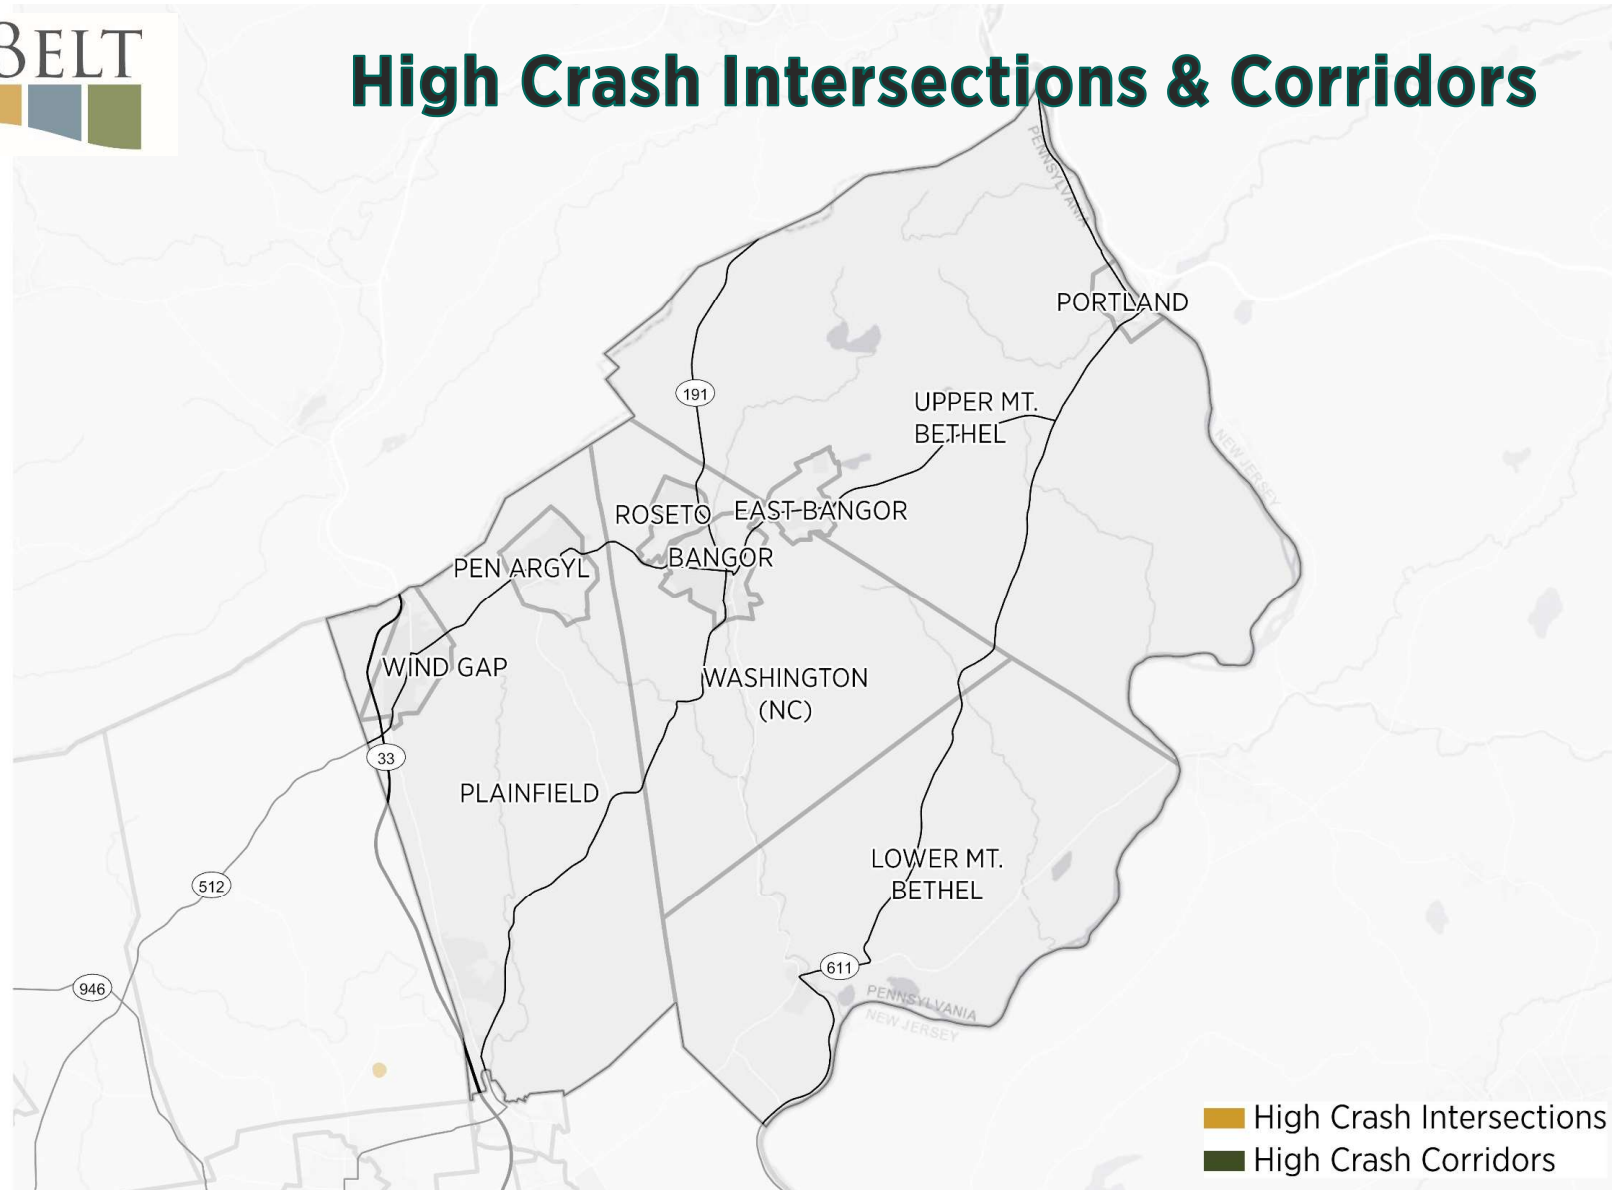 BELT
High Crash Intersections & Corridors
PENNSYLVANIA
PORTLAND
191
UPPER MT.
BETHEL
NEW JERSEY
ROSETO
EAST BANGOR
BANGOR
PEN ARGYL
WIND GAP
WASHINGTON
(NC)
33
PLAINFIELD
LOWER MT.
BETHEL
512
611
946
PENNSYLVANIA
NEW JERSEY
High Crash Intersections
High Crash Corridors